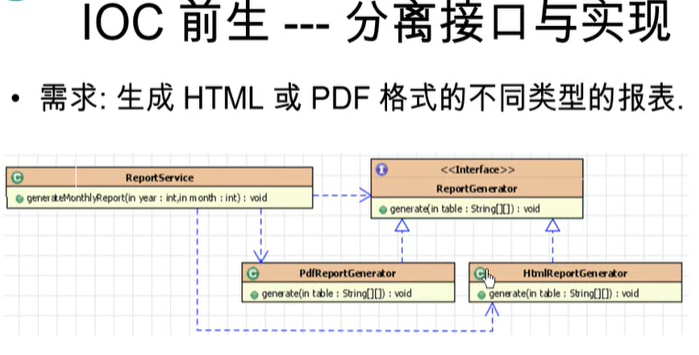 IOC 前生 --- 分离接口与实现
• 需求: 生成 HTML 或 PDF 格式的不同类型的报表.
C ReportService
generateMonthlyReport(in year : int,in month : int) : void
I <<Interface>>
ReportGenerator
generate(in table : String[][]) : void
C PdfReportGenerator
generate(in table : String[][]) : void
C HtmlReportGenerator
generate(in table : String[][]) : void